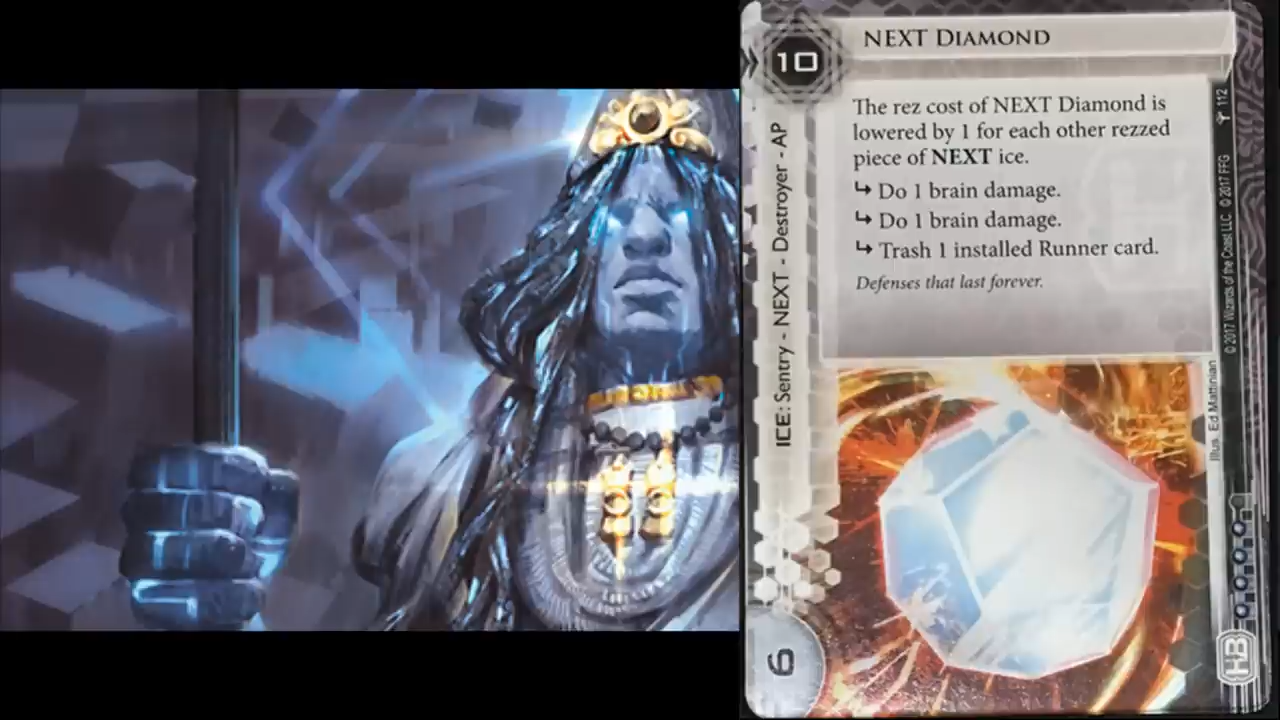 NEXT DIAMOND
10
The rez cost of NEXT Diamond is
lowered by 1 for each other rezzed
piece of NEXT ice.
↳ Do 1 brain damage.
↳ Do 1 brain damage.
↳ Trash 1 installed Runner card.
Defenses that last forever.
ICE: Sentry - NEXT - Destroyer - AP
6
112
© 2017 Wizards of the Coast LLC. © 2017 FFG
Illus. Ed Mattinian
HB